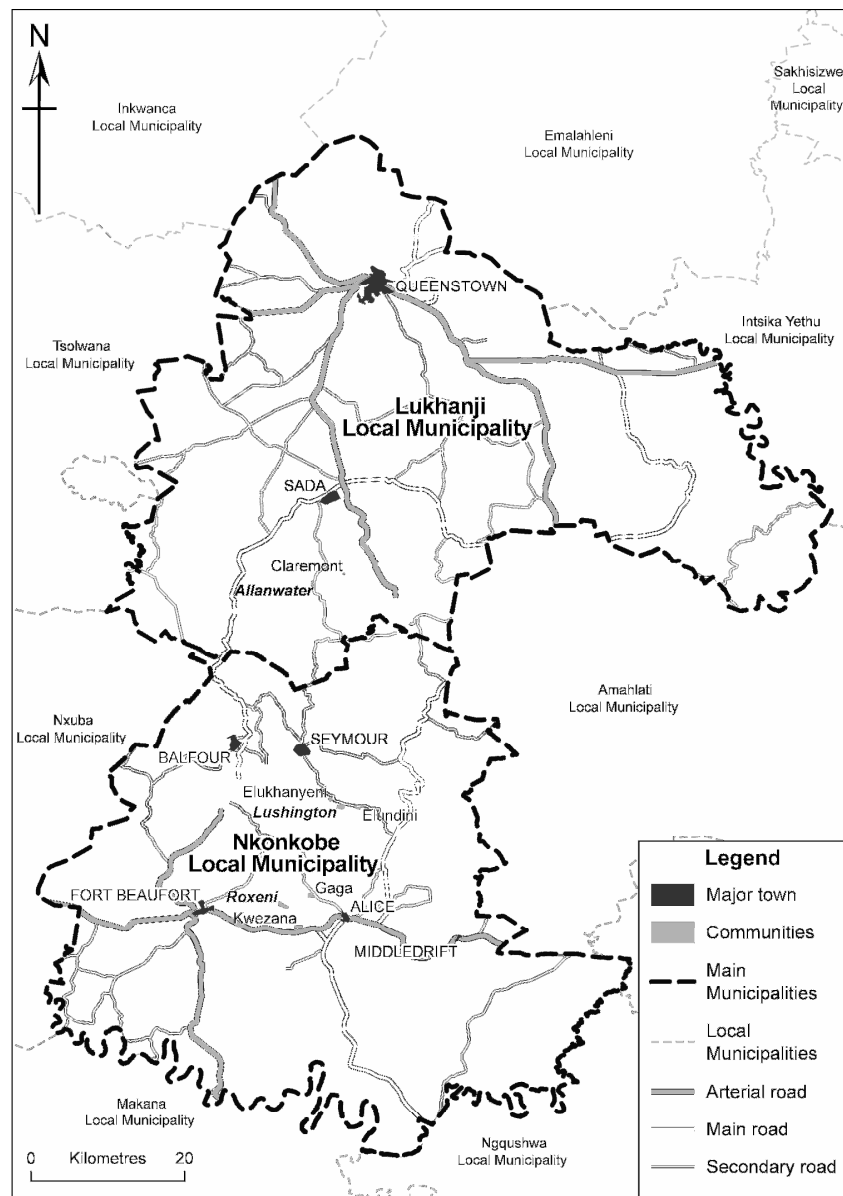 N
Sakhisizwe
Local
Municipality
Inkwanca
Local Municipality
Emalahleni
Local Municipality
QUEENSTOWN
Intsika Yethu
Local Municipality
Tsolwana
Local Municipality
Lukhanji
Local Municipality
SADA
Claremont
Allanwater
Amahlati
Local Municipality
Nxuba
Local Municipality
SEYMOUR
BALFOUR
Elukhanyeni
Lushington
Elundini
Nkonkobe
Local Municipality
Gaga
FORT BEAUFORT
Roxeni
ALICE
Kwezana
MIDDLEDRIFT
Makana
Local Municipality
Ngqushwa
Local Municipality
0 Kilometres 20
Legend
Major town
Communities
Main
Municipalities
Local
Municipalities
Arterial road
Main road
Secondary road